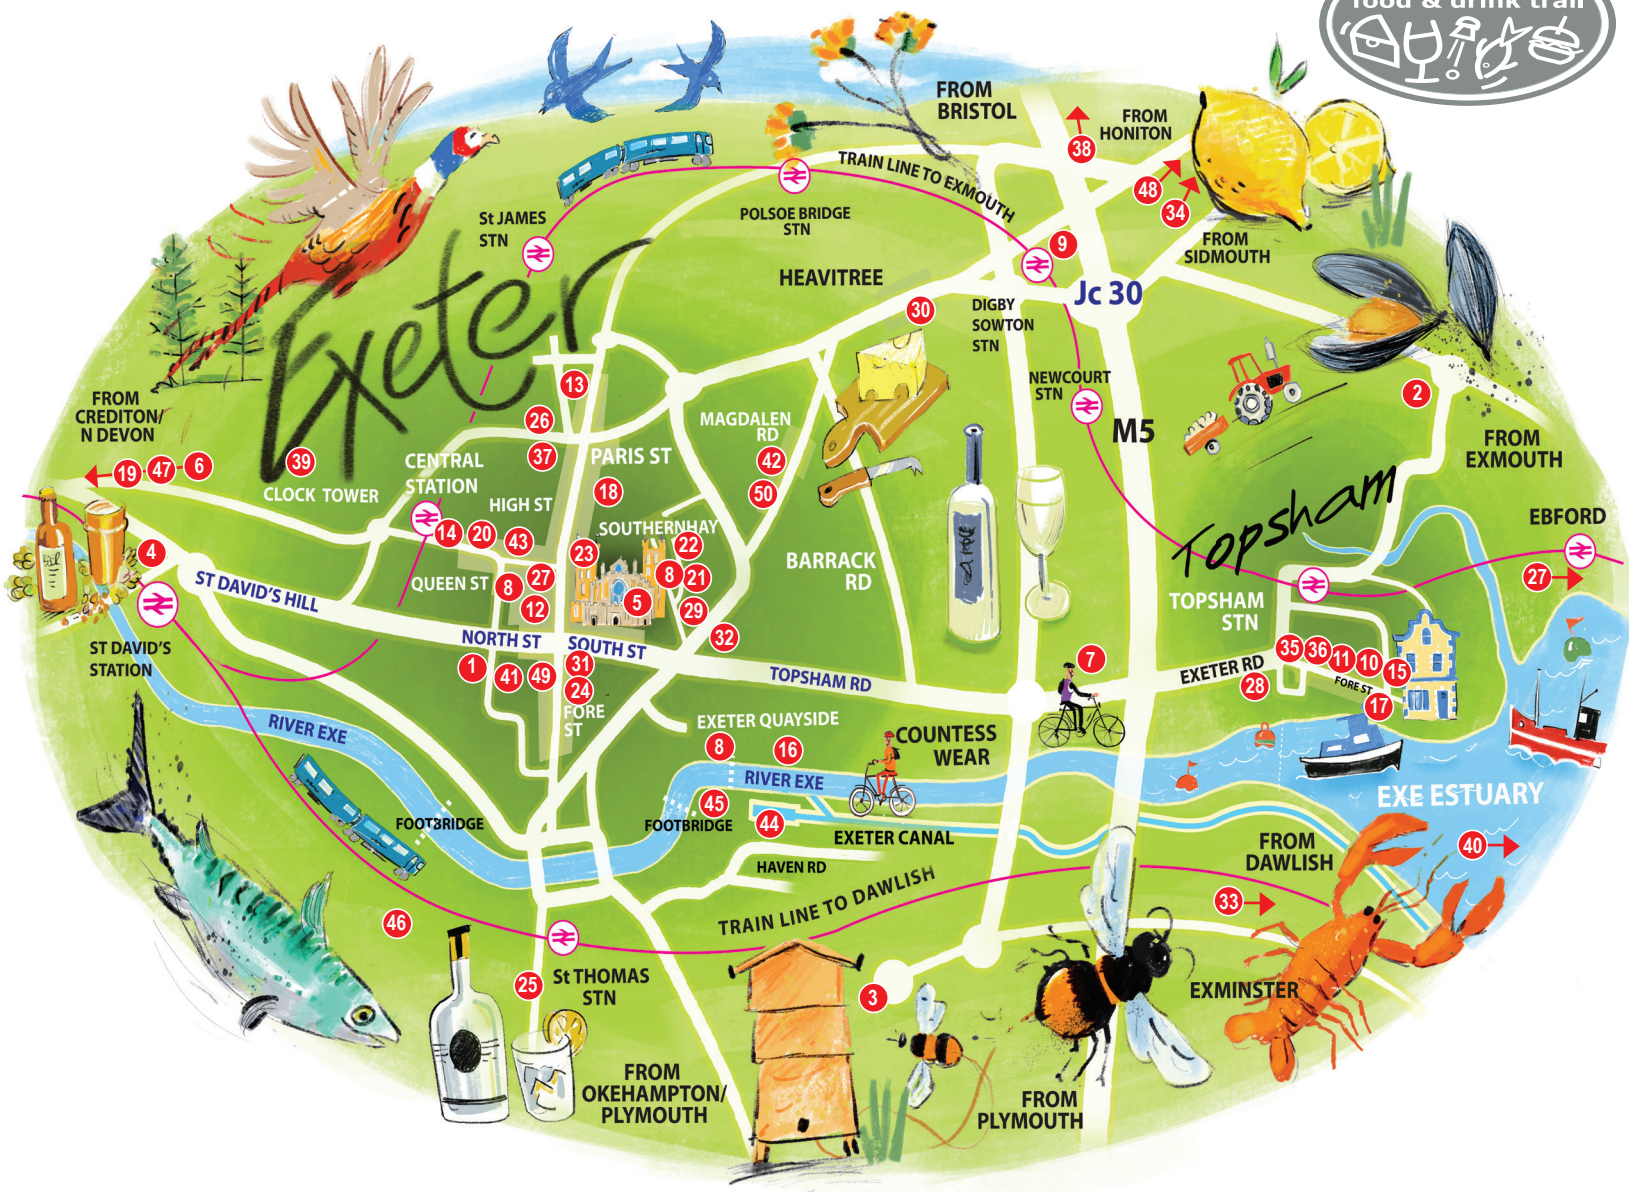 food & drink trail
FROM
BRISTOL
38
FROM
HONITON
TRAIN LINE TO EXMOUTH
48
34
St JAMES
STN
POLSOE BRIDGE
STN
9
FROM
SIDMOUTH
HEAVITREE
Exeter
Jc 30
30
DIGBY
SOWTON
STN
13
NEWCOURT
STN
2
FROM
CREDITON/
N DEVON
26
MAGDALEN
RD
M5
FROM
EXMOUTH
37
PARIS ST
42
19
47
6
39
CLOCK TOWER
CENTRAL
STATION
18
50
HIGH ST
Topsham
EBFORD
14
20
43
SOUTHERNHAY
4
23
22
BARRACK
RD
QUEEN ST
8
27
8
21
27
ST DAVID'S HILL
12
5
29
TOPSHAM
STN
ST DAVID'S
STATION
NORTH ST
SOUTH ST
32
1
41
49
31
24
TOPSHAM RD
7
EXETER RD
28
35
36
11
10
15
FORE ST
17
FORE
ST
EXETER QUAYSIDE
RIVER EXE
8
16
COUNTESS
WEAR
RIVER EXE
EXE ESTUARY
45
44
FOOTBRIDGE
FOOTBRIDGE
EXETER CANAL
FROM
DAWLISH
40
HAVEN RD
TRAIN LINE TO DAWLISH
33
46
St THOMAS
STN
25
3
EXMINSTER
FROM
OKEHAMPTON/
PLYMOUTH
FROM
PLYMOUTH